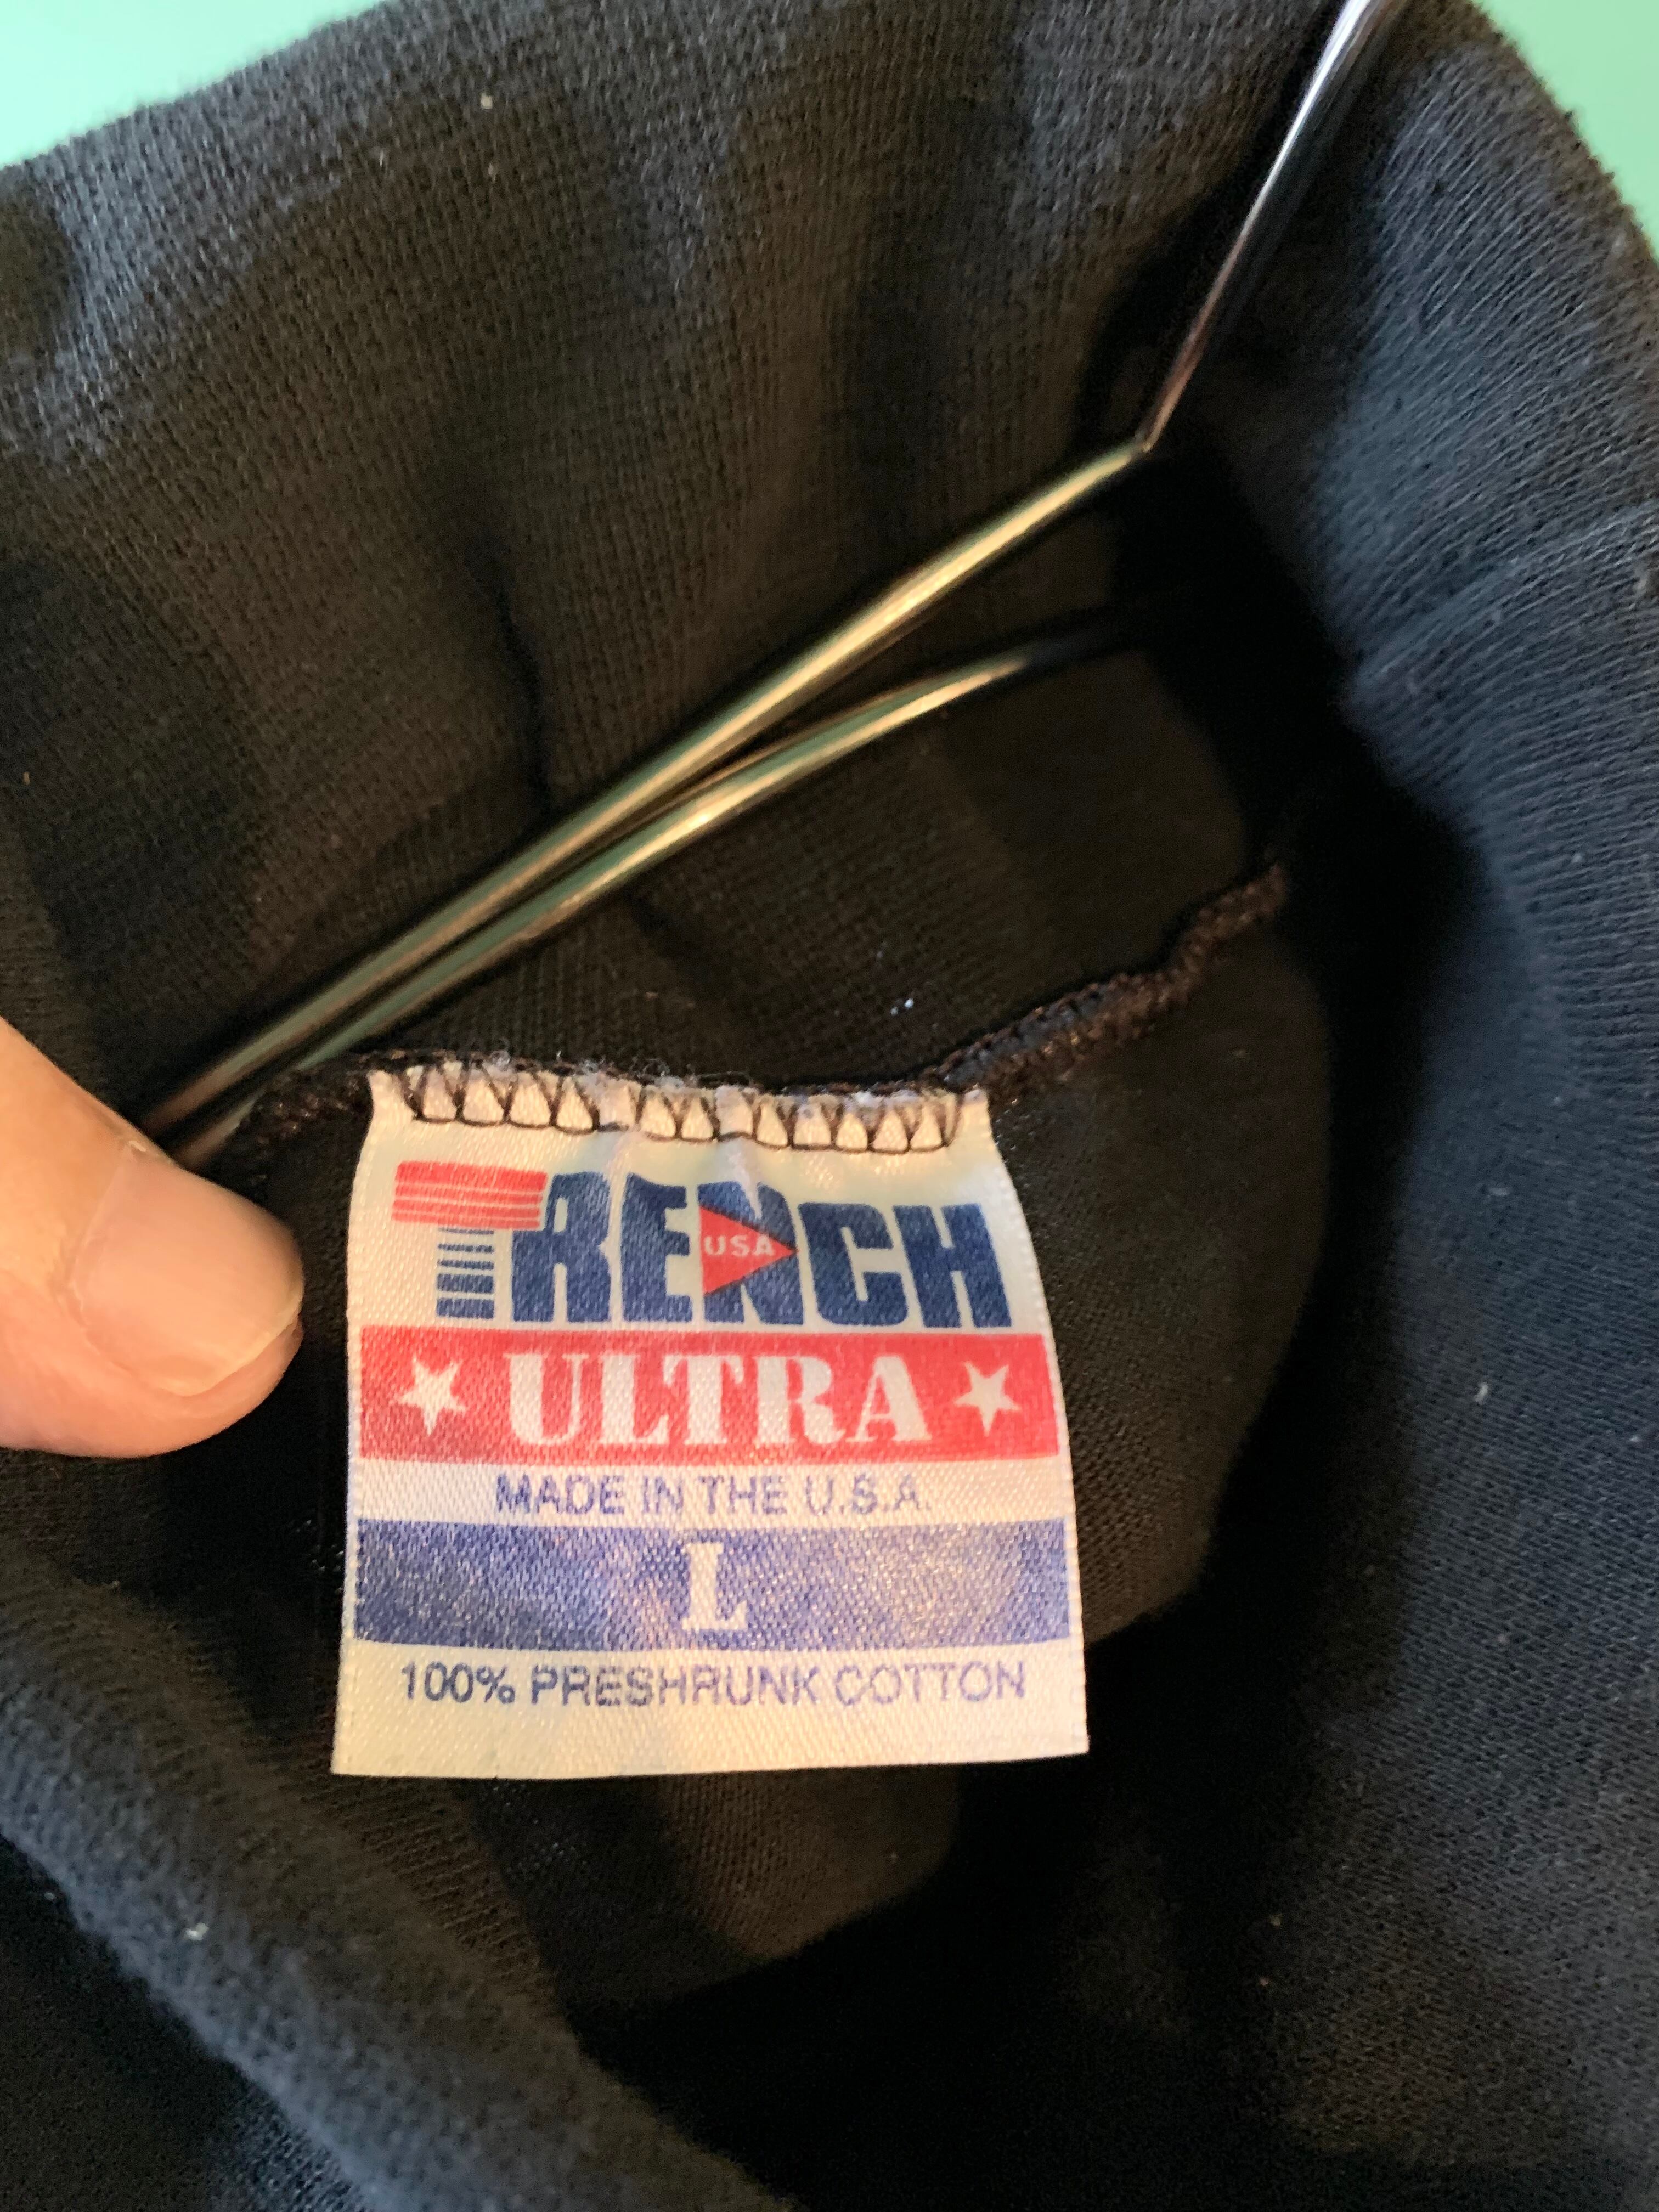 TRENCH
USA
ULTRA
MADE IN THE U.S.A.
L
100% PRESHRUNK COTTON